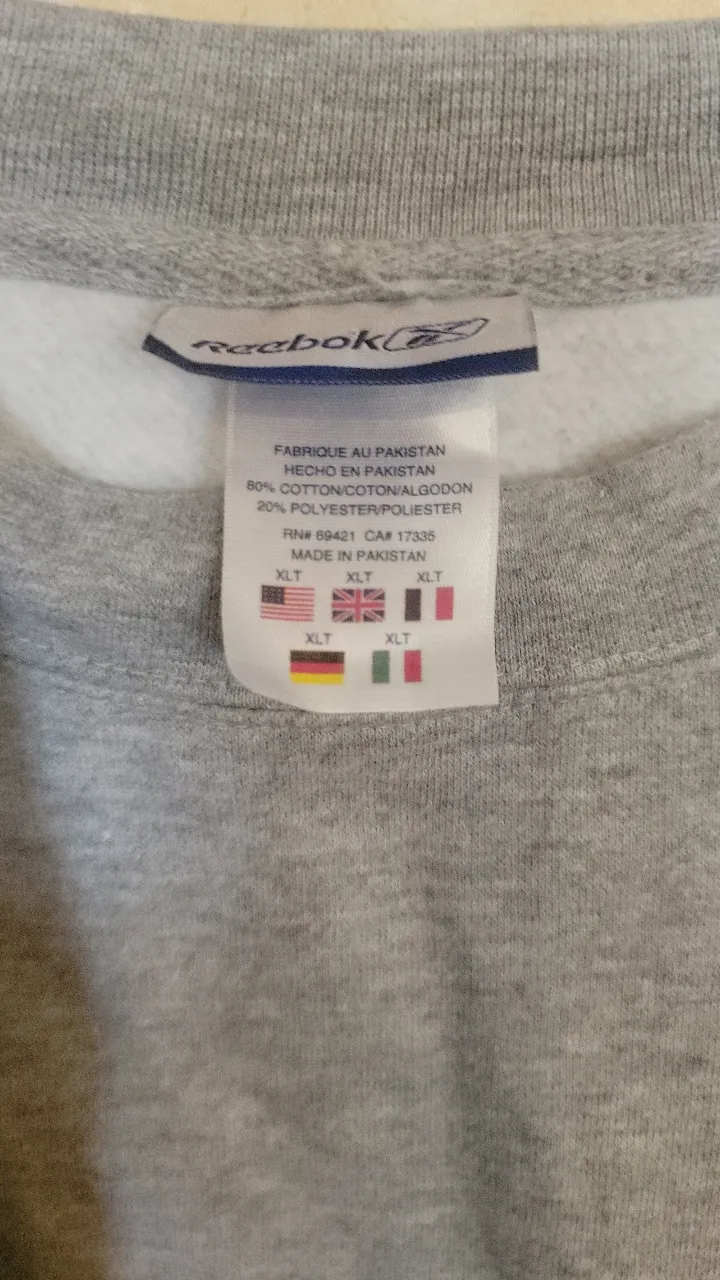 Reebok
FABRIQUE AU PAKISTAN
HECHO EN PAKISTAN
80% COTTON/COTON/ALGODON
20% POLYESTER/POLIESTER
RN# 69421 CA# 17335
MADE IN PAKISTAN
XLT XLT XLT
XLT XLT